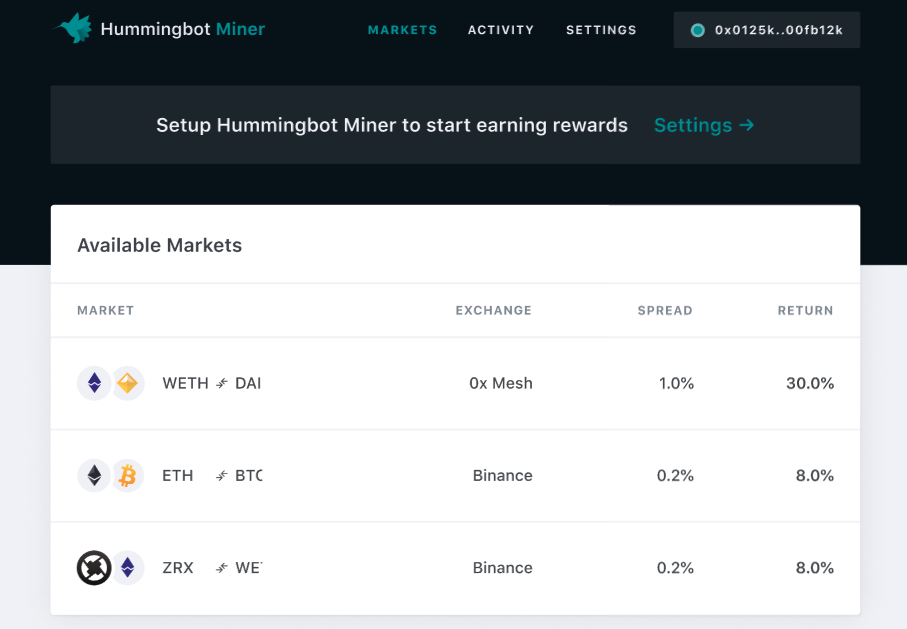 Hummingbot Miner MARKETS ACTIVITY SETTINGS 0x0125k..00fb12k
Setup Hummingbot Miner to start earning rewards Settings →
Available Markets
MARKET EXCHANGE SPREAD RETURN
WETH DAI 0x Mesh 1.0% 30.0%
ETH BTC Binance 0.2% 8.0%
ZRX WE Binance 0.2% 8.0%